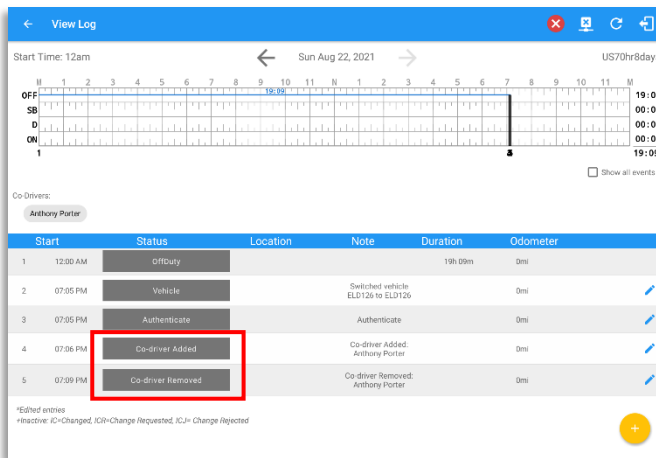 View Log
Start Time: 12am
Sun Aug 22, 2021
US70hr8day
M 1 2 3 4 5 6 7 8 9 10 11 N 1 2 3 4 5 6 7 8 9 10 11 M
OFF 19:09 19:0
SB 00:0
D 00:0
ON 00:0
1 19:09
Show all events
Co-Drivers:
Anthony Porter
Start Status Location Note Duration Odometer
1 12:00 AM OffDuty 19h 09m 0mi
2 07:05 PM Vehicle Switched vehicle 0mi
ELD126 to ELD126
3 07:05 PM Authenticate Authenticate 0mi
4 07:06 PM Co-driver Added Co-driver Added: 0mi
Anthony Porter
5 07:09 PM Co-driver Removed Co-driver Removed: 0mi
Anthony Porter
*Edited entries
+Inactive: IC=Changed, ICR=Change Requested, ICJ= Change Rejected